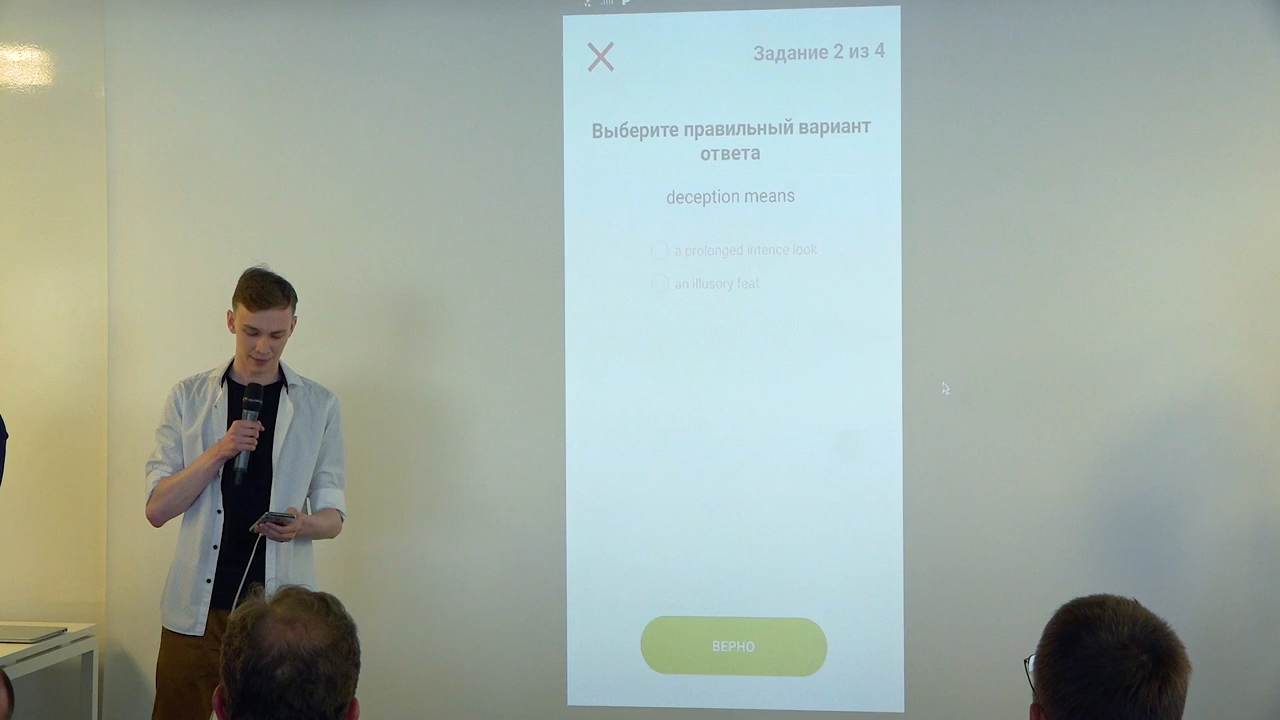 Задание 2 из 4
Выберите правильный вариант
ответа
deception means
a prolonged intence look
an illusory feat
ВЕРНО